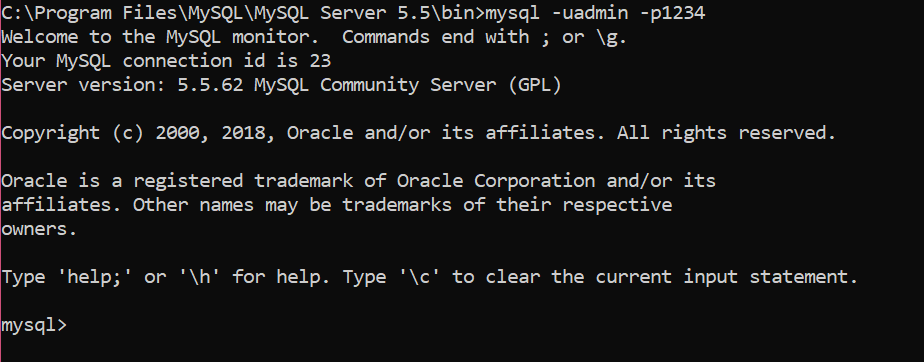 C:\Program Files\MySQL\MySQL Server 5.5\bin>mysql -uadmin -p1234
Welcome to the MySQL monitor.  Commands end with ; or \g.
Your MySQL connection id is 23
Server version: 5.5.62 MySQL Community Server (GPL)
Copyright (c) 2000, 2018, Oracle and/or its affiliates. All rights reserved.
Oracle is a registered trademark of Oracle Corporation and/or its
affiliates. Other names may be trademarks of their respective
owners.
Type 'help;' or '\h' for help. Type '\c' to clear the current input statement.
mysql>